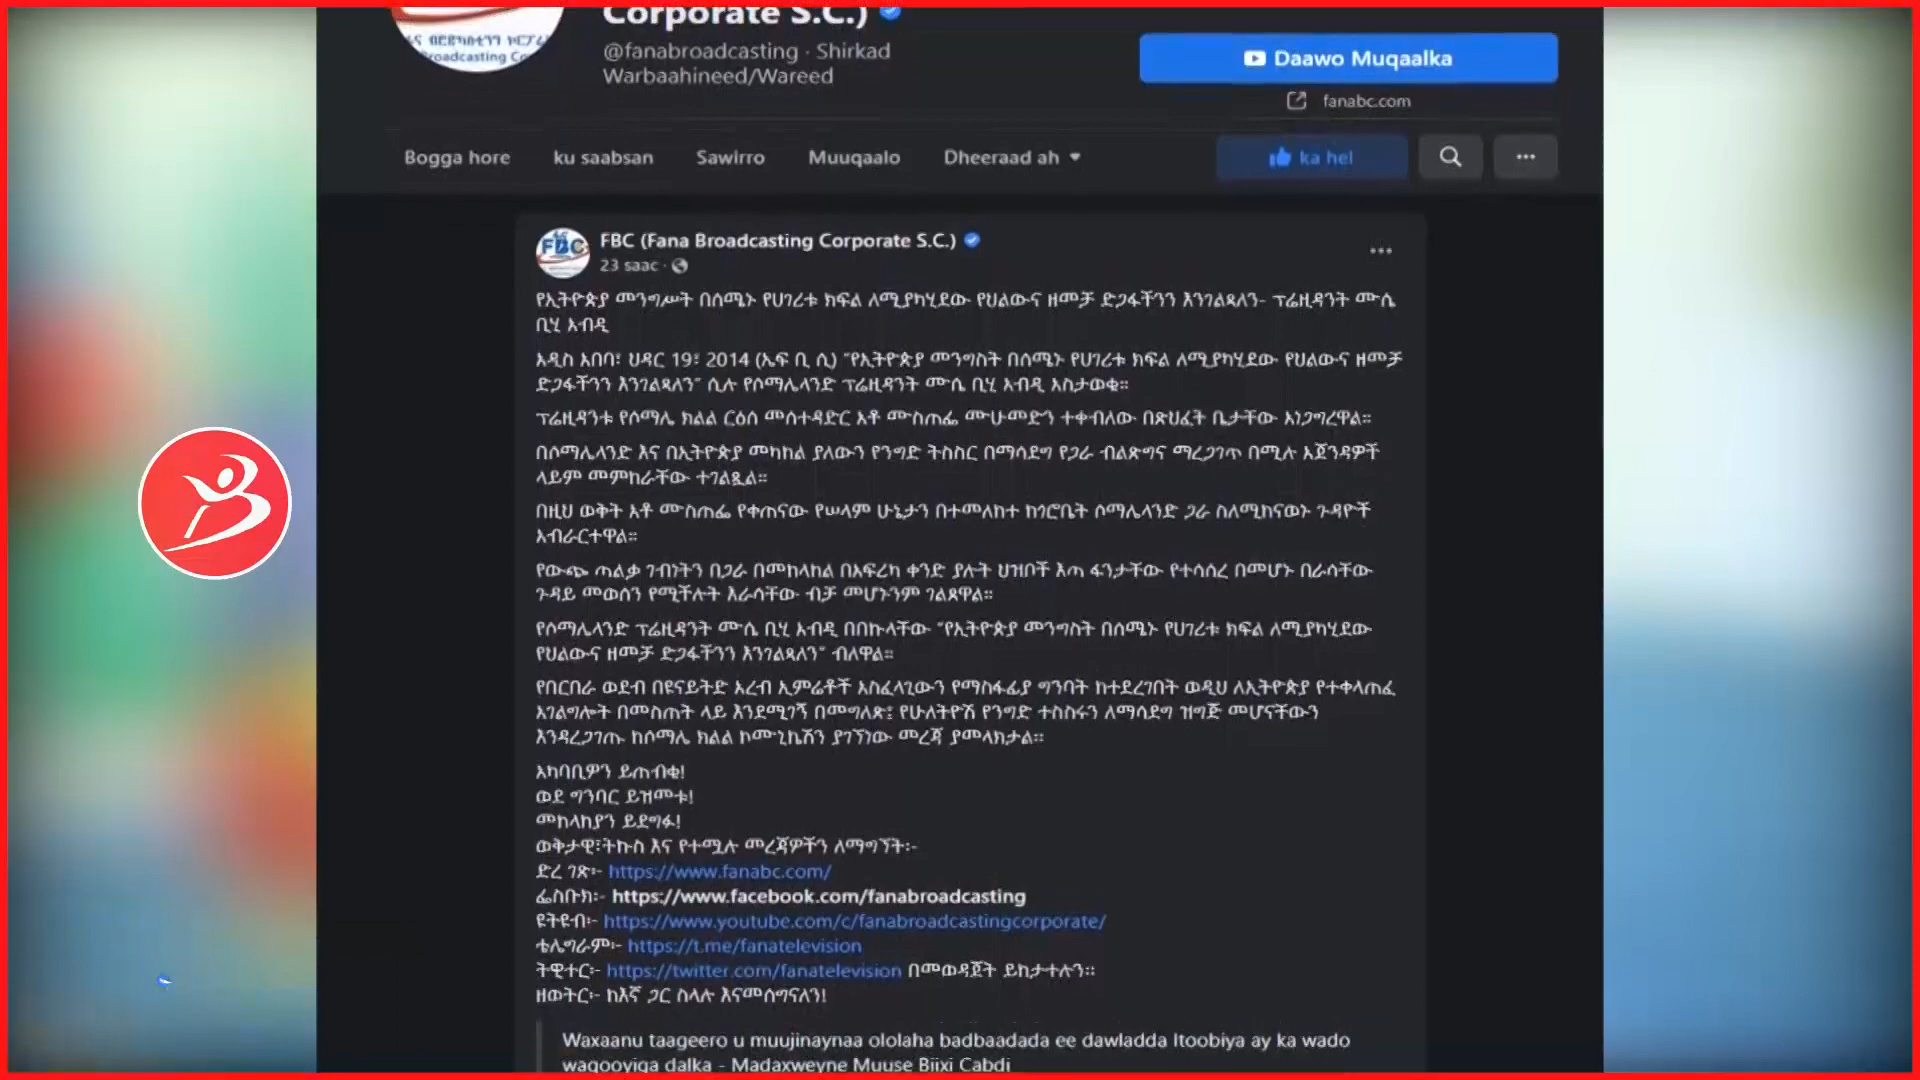 Corporate S.C.)
@fanabroadcasting · Shirkad
Warbaahineed/Wareed
Daawo Muqaalka
fanabc.com
Bogga hore ku saabsan Sawirro Muuqaalo Dheeraad ah ka hel
FBC (Fana Broadcasting Corporate S.C.)
23 saac
የኢትዮጵያ መንግሥት በሰሜኑ የሀገሪቱ ክፍል ለሚያካሂደው የህልውና ዘመቻ ድጋፋችንን እንገልጻለን- ፕሬዚዳንት ሙሴ
ቢሂ አብዲ
አዲስ አበባ፣ ህዳር 19፣ 2014 (ኤፍ ቢ ሲ) "የኢትዮጵያ መንግስት በሰሜኑ የሀገሪቱ ክፍል ለሚያካሂደው የህልውና ዘመቻ
ድጋፋችንን እንገልጻለን" ሲሉ የሶማሌላንድ ፕሬዚዳንት ሙሴ ቢሂ አብዲ አስታወቁ።
ፕሬዚዳንቱ የሶማሌ ክልል ርዕሰ መሰተዳድር አቶ ሙስጠፌ ሙሁመድን ተቀብለው በጽህፈት ቤታቸው አነጋግረዋል።
በሶማሌላንድ እና በኢትዮጵያ መካከል ያለውን የንግድ ትስስር በማሳደግ የጋራ ብልጽግና ማረጋገጥ በሚሉ አጀንዳዎች
ላይም መምከራቸው ተገልጿል።
በዚህ ወቅት አቶ ሙስጠፌ የቀጠናው የሠላም ሁኔታን በተመለከተ ከጎሮቤት ሶማሌላንድ ጋራ ስለሚከናወኑ ጉዳዮች
አብራርተዋል።
የውጭ ጣልቃ ገብነትን በጋራ በመከላከል በአፍሪካ ቀንድ ያሉት ህዝቦች እጣ ፋንታቸው የተሳሰረ በመሆኑ በራሳቸው
ጉዳይ መወሰን የሚችሉት እራሳቸው ብቻ መሆኑንም ገልጸዋል።
የሶማሌላንድ ፕሬዚዳንት ሙሴ ቢሂ አብዲ በበኩላቸው "የኢትዮጵያ መንግስት በሰሜኑ የሀገሪቱ ክፍል ለሚያካሂደው
የህልውና ዘመቻ ድጋፋችንን እንገልጻለን" ብለዋል።
የበርበራ ወደብ በዩናይትድ አረብ ኢምሬቶች አስፈላጊውን የማስፋፊያ ግንባት ከተደረገበት ወዲህ ለኢትዮጵያ የተቀላጠፈ
አገልግሎት በመስጠት ላይ እንደሚገኝ በመግለጽ፤ የሁለትዮሽ የንግድ ተስስሩን ለማሳደግ ዝግጅ መሆናቸውን
እንዳረጋገጡ ከሶማሌ ክልል ኮሙኒኬሽን ያገኘነው መረጃ ያመላክታል።
አካባቢዎን ይጠብቁ!
ወደ ግንባር ይዝመቱ!
መከላከያን ይደግፉ!
ወቅታዊ፣ትኩስ እና የተሟሉ መረጃዎችን ለማግኘት፡-
ድረ ገጽ፡- https://www.fanabc.com/
ፌስቡክ፡- https://www.facebook.com/fanabroadcasting
ዩትዩብ፡- https://www.youtube.com/c/fanabroadcastingcorporate/
ቴሌግራም፡- https://t.me/fanatelevision
ትዊተር፡- https://twitter.com/fanatelevision በመወዳጀት ይከታተሉን።
ዘወትር፡- ከእኛ ጋር ስላሉ እናመሰግናለን!
Waxaanu taageero u muujinaynaa ololaha badbaadada ee dawladda Itoobiya ay ka wado
waqooyiga dalka - Madaxweyne Muuse Biixi Cabdi